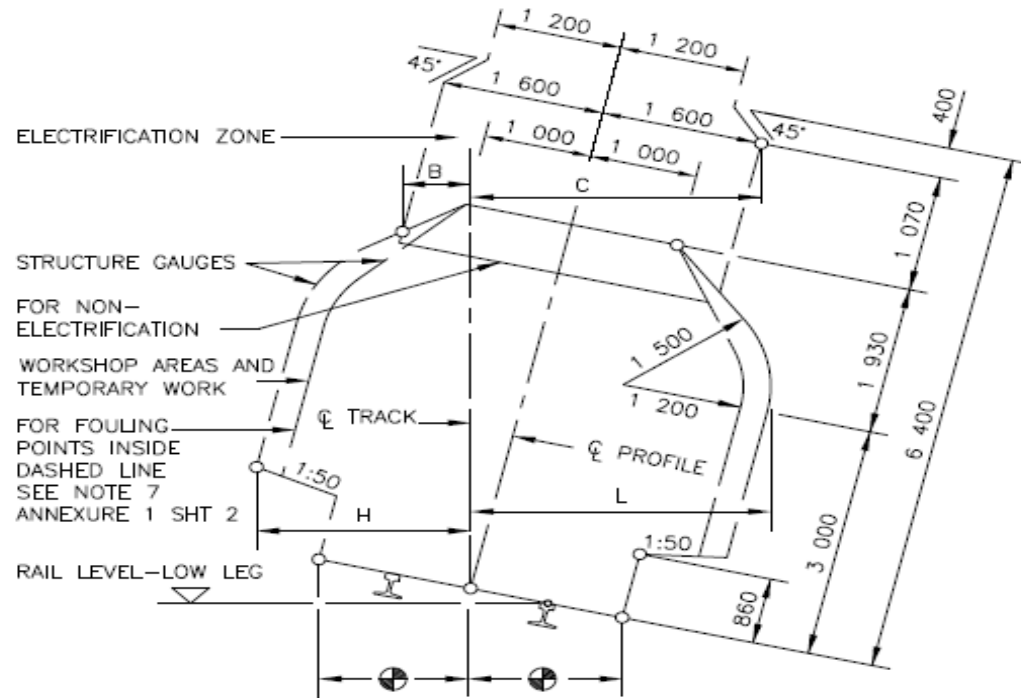 1 200
1 200
45°
1 600
1 600
45°
400
ELECTRIFICATION ZONE
1 000
1 000
B
C
1 070
STRUCTURE GAUGES
FOR NON-
ELECTRIFICATION
1 500
1 930
WORKSHOP AREAS AND
TEMPORARY WORK
1 200
6 400
FOR FOULING
POINTS INSIDE
DASHED LINE
SEE NOTE 7
ANNEXURE 1 SHT 2
℄ TRACK
℄ PROFILE
1:50
H
L
3 000
1:50
RAIL LEVEL-LOW LEG
860